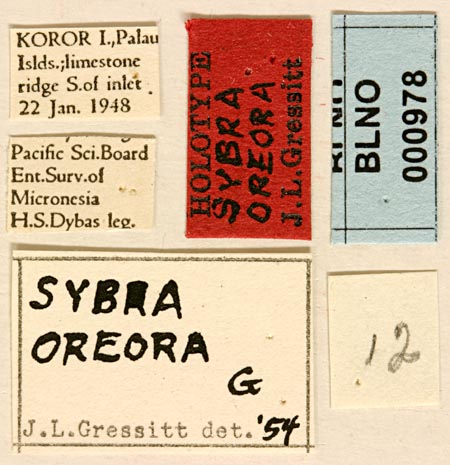 KOROR I.,Palau
Islds.;limestone
ridge S.of inlet
22 Jan. 1948
Pacific Sci.Board
Ent.Surv.of
Micronesia
H.S.Dybas leg.
HOLOTYPE
SYBRA
OREORA
J.L.Gressitt
BLNO
000978
SYBRA
OREORA
G
J.L.Gressitt det.'54
12